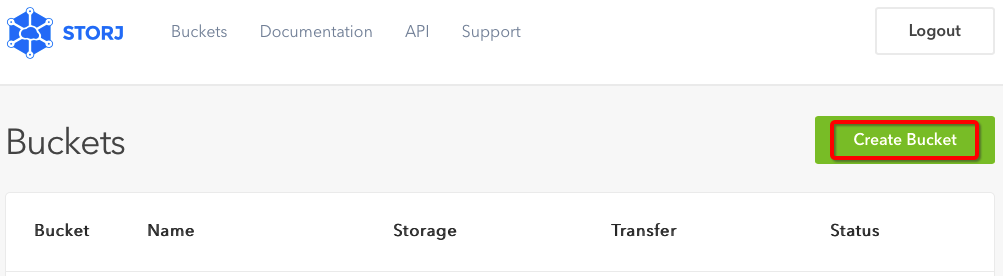 STORJ Buckets Documentation API Support Logout
Buckets Create Bucket
Bucket Name Storage Transfer Status